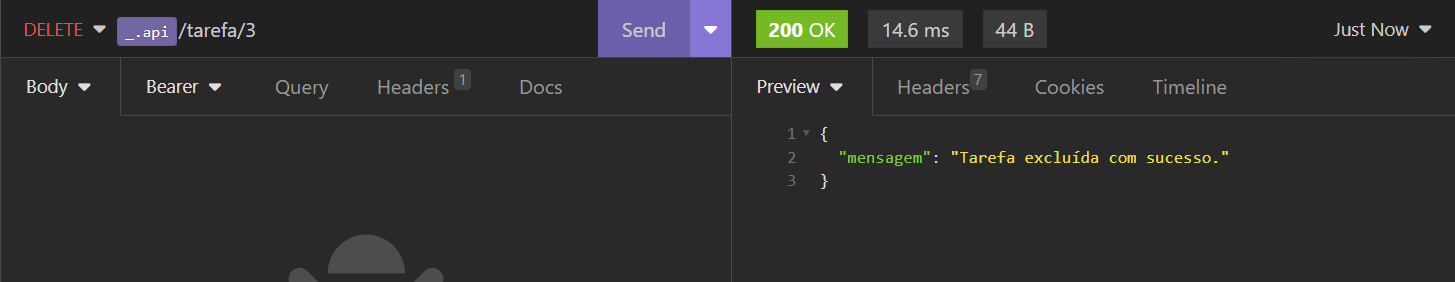 DELETE _.api /tarefa/3 Send 200 OK 14.6 ms 44 B Just Now
Body Bearer Query Headers 1 Docs Preview Headers 7 Cookies Timeline
1 {
2 "mensagem": "Tarefa excluída com sucesso."
3 }